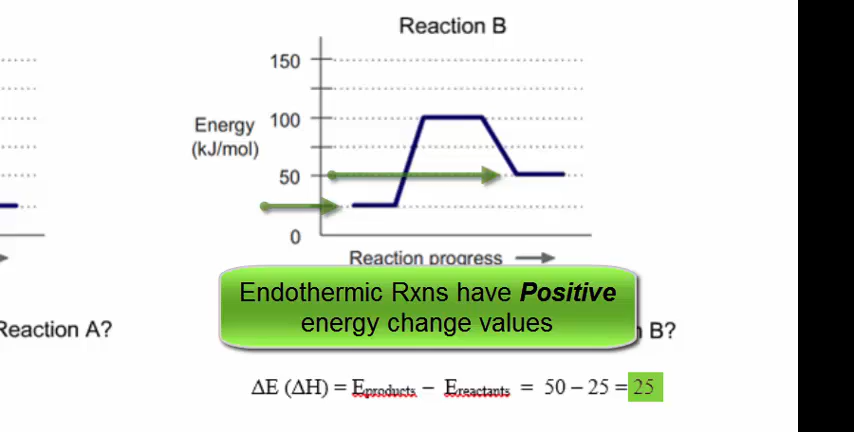 Reaction B
150
100
Energy
(kJ/mol)
50
0
Reaction progress
Endothermic Rxns have Positive
energy change values
Reaction A?
B?
ΔE (ΔH) = Eproducts – Ereactants = 50 – 25 = 25